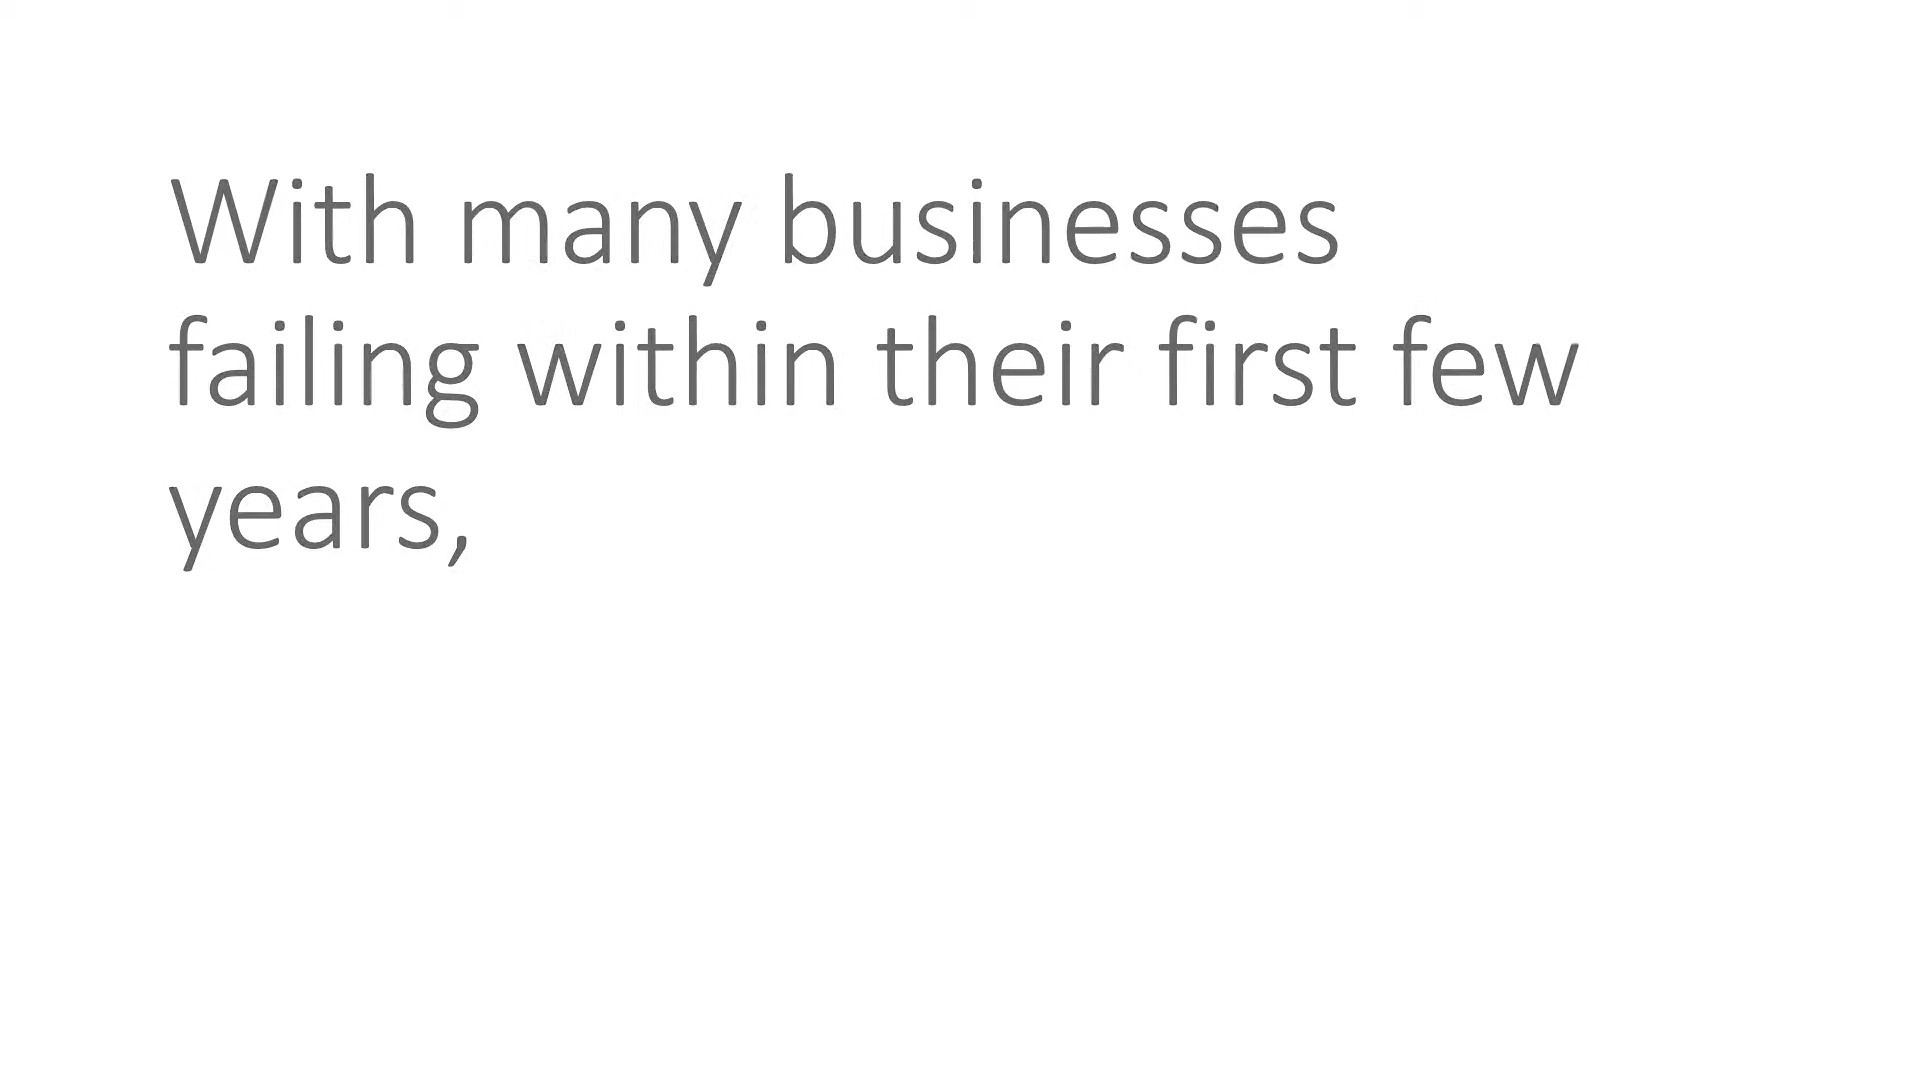 With many businesses
failing within their first few
years,